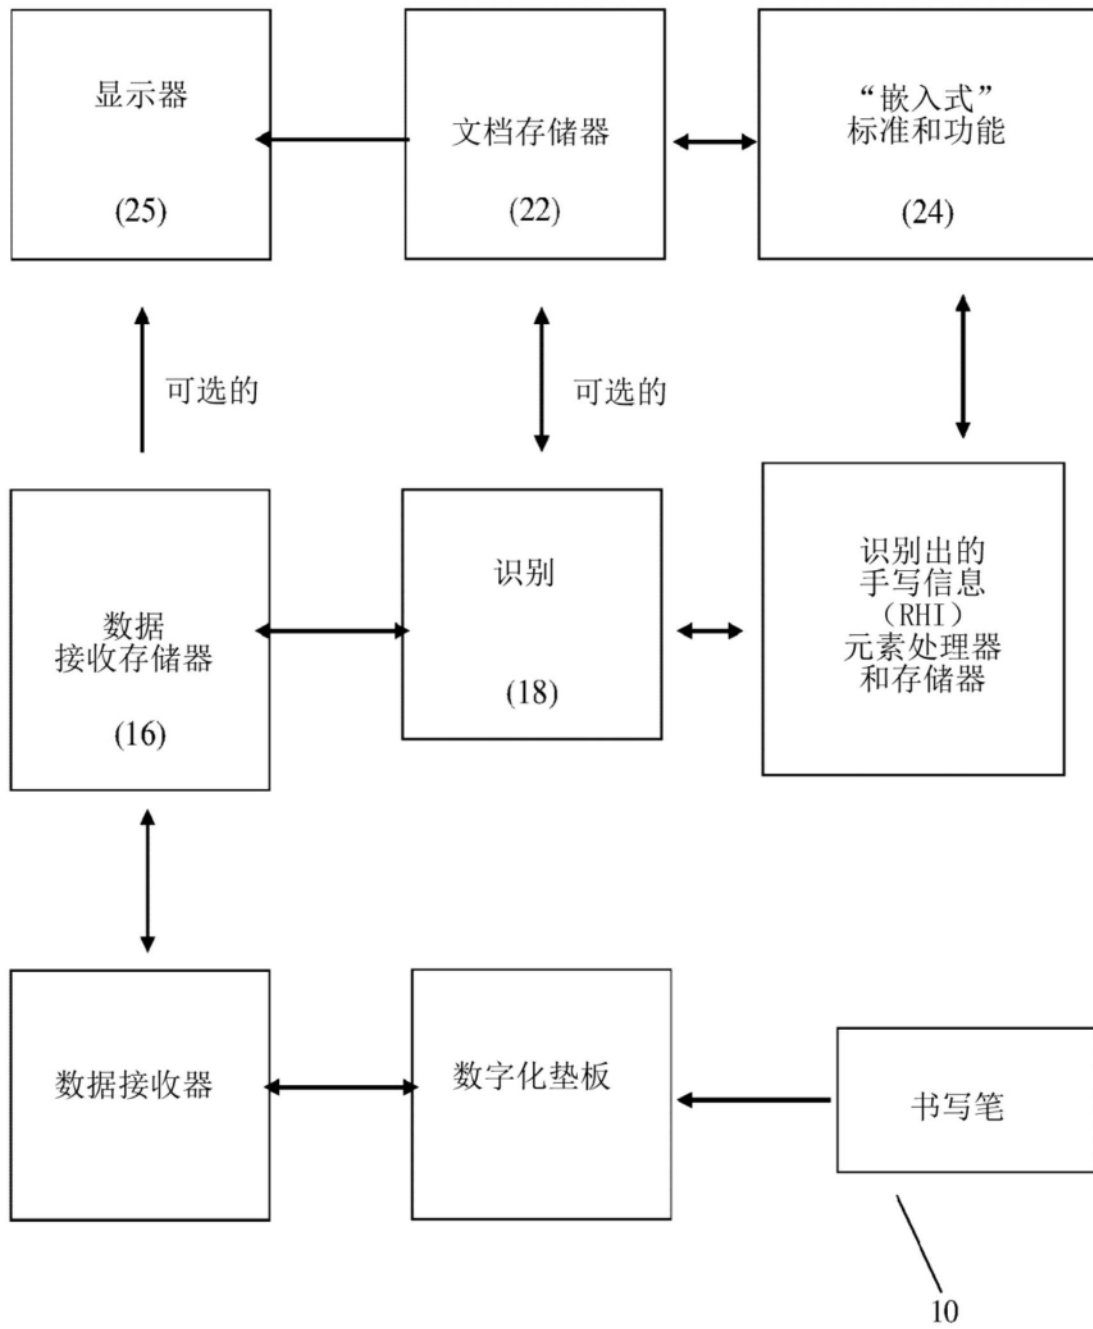 显示器
(25)
文档存储器
(22)
“嵌入式”
标准和功能
(24)
可选的
可选的
数据
接收存储器
(16)
识别
(18)
识别出的
手写信息
（RHI）
元素处理器
和存储器
数据接收器
数字化垫板
书写笔
10